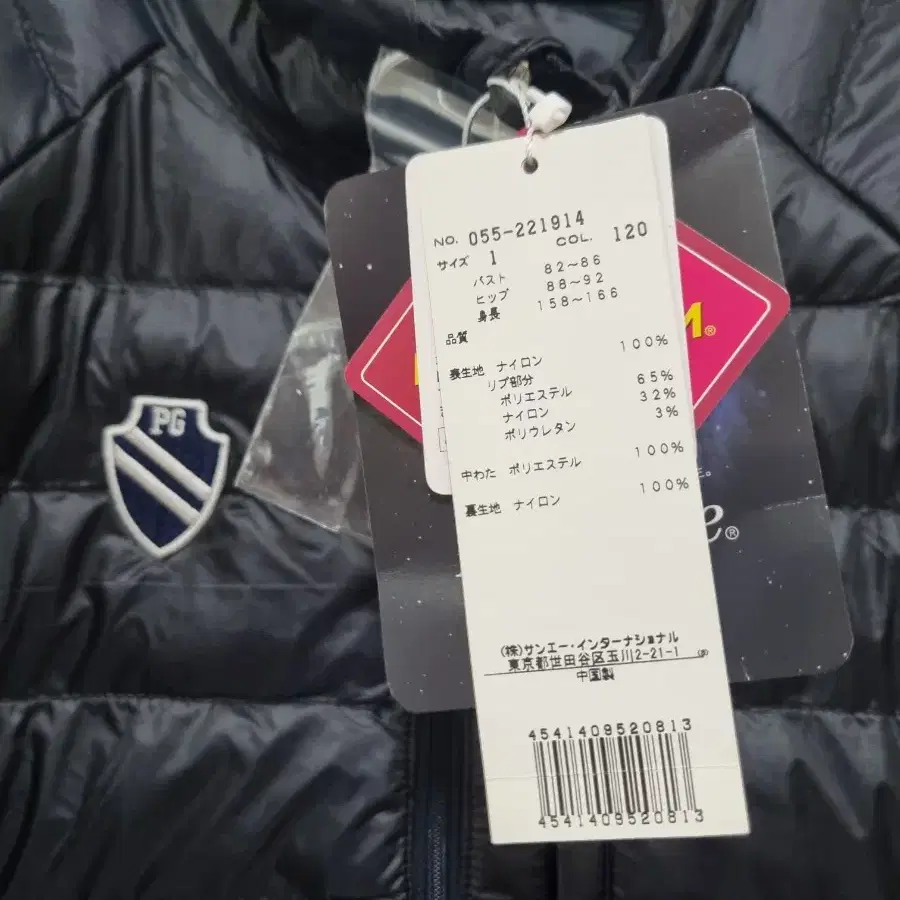 NO. 055-221914
サイズ 1 COL. 120
バスト 82~86
ヒップ 88~92
身長 158~166
品質
裏生地 ナイロン 100%
リブ部分
ポリエステル 65%
ナイロン 32%
ポリウレタン 3%
中わた ポリエステル 100%
裏生地 ナイロン 100%
(株)サンエー・インターナショナル
東京都世田谷区玉川2-21-1
中国製
4541409520813
4541409520813
PG
M®
e®